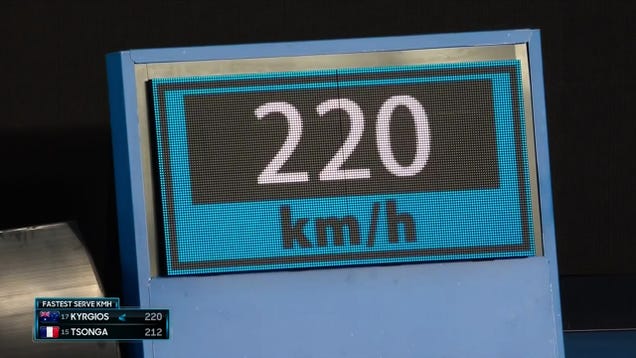 220
km/h
FASTEST SERVE KMH
17 KYRGIOS 220
15 TSONGA 212